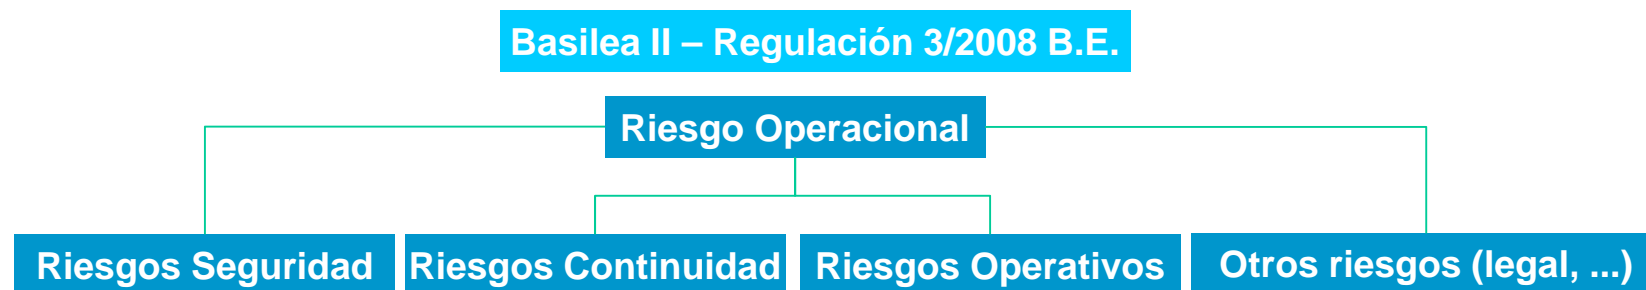 Basilea II – Regulación 3/2008 B.E.
Riesgo Operacional
Riesgos Seguridad
Riesgos Continuidad
Riesgos Operativos
Otros riesgos (legal, ...)